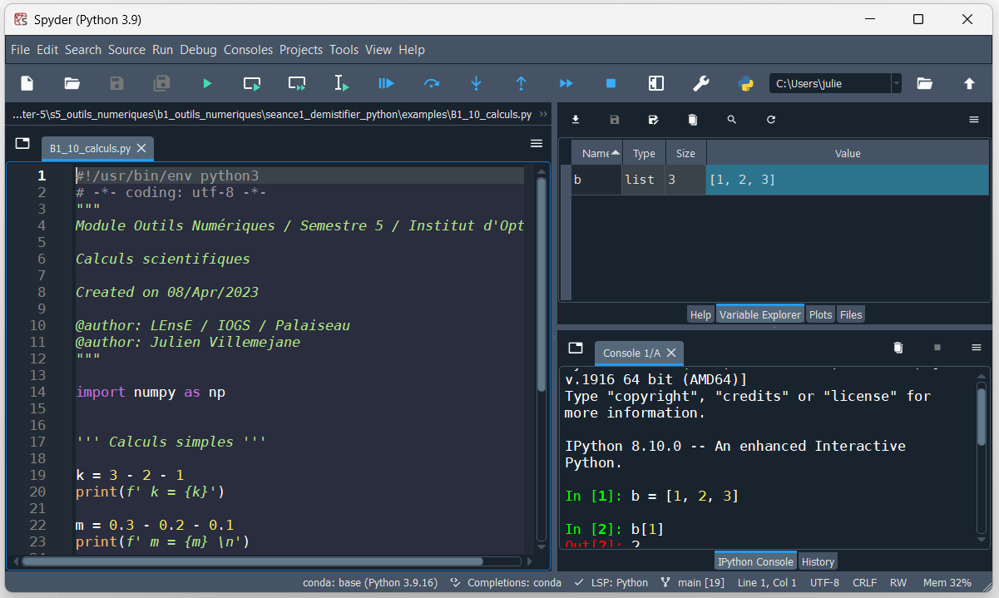 Spyder (Python 3.9)
File Edit Search Source Run Debug Consoles Projects Tools View Help
C:\Users\julie
...ter-5\s5_outils_numeriques\b1_outils_numeriques\seance1_demistifier_python\examples\B1_10_calculs.py
B1_10_calculs.py
1 #!/usr/bin/env python3
2 # -*- coding: utf-8 -*-
3 """
4 Module Outils Numériques / Semestre 5 / Institut d'Opt
5
6 Calculs scientifiques
7
8 Created on 08/Apr/2023
9
10 @author: LEnsE / IOGS / Palaiseau
11 @author: Julien Villemejane
12 """
13
14 import numpy as np
15
16
17 ''' Calculs simples '''
18
19 k = 3 - 2 - 1
20 print(f' k = {k}')
21
22 m = 0.3 - 0.2 - 0.1
23 print(f' m = {m} \n')
24
Name Type Size Value
b list 3 [1, 2, 3]
Help Variable Explorer Plots Files
Console 1/A
v.1916 64 bit (AMD64)]
Type "copyright", "credits" or "license" for
more information.
IPython 8.10.0 -- An enhanced Interactive
Python.
In [1]: b = [1, 2, 3]
In [2]: b[1]
Out[2]: 2
IPython Console History
conda: base (Python 3.9.16) Completions: conda LSP: Python main [19] Line 1, Col 1 UTF-8 CRLF RW Mem 32%